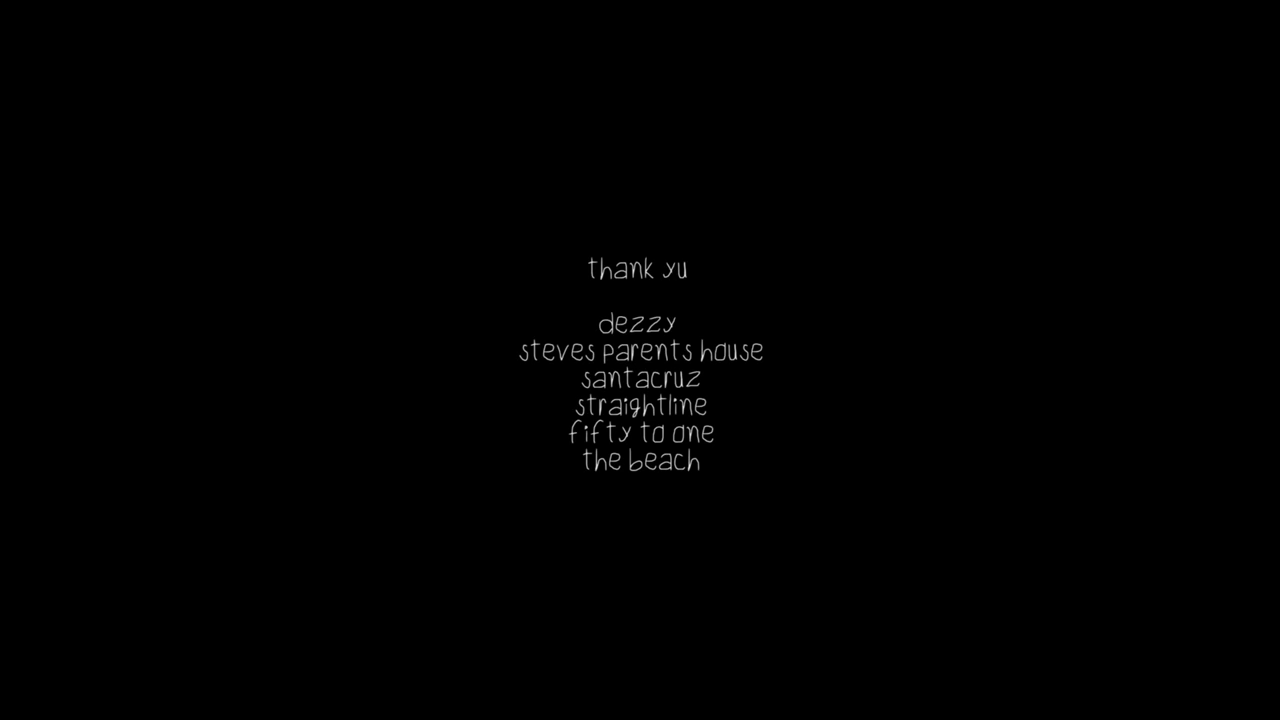 thank yu
dezzy
steves parents house
santacruz
straightline
fifty to one
the beach